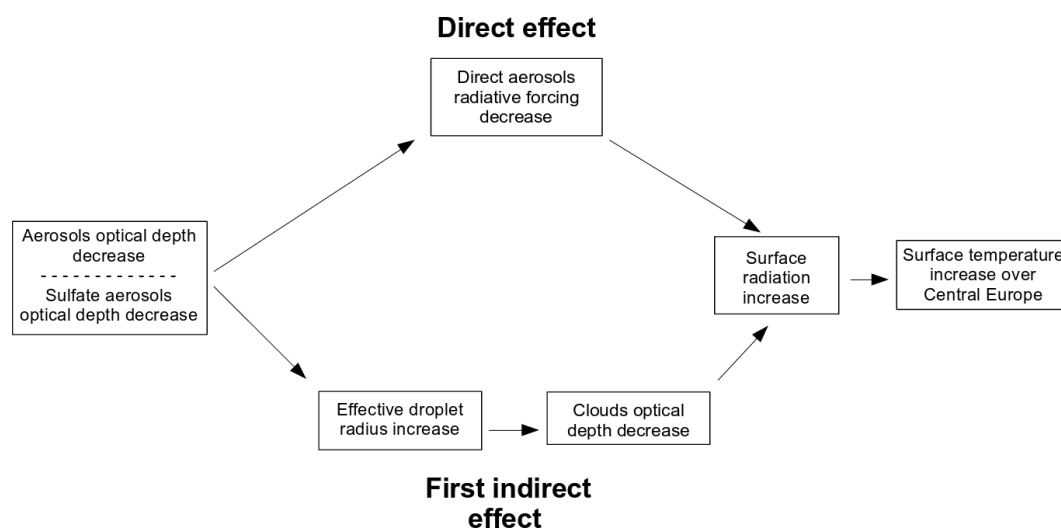 Direct effect
Direct aerosols
radiative forcing
decrease
Aerosols optical depth
decrease
- - - - - - - - - - - - -
Sulfate aerosols
optical depth decrease
Surface
radiation
increase
Surface temperature
increase over
Central Europe
Effective droplet
radius increase
Clouds optical
depth decrease
First indirect
effect